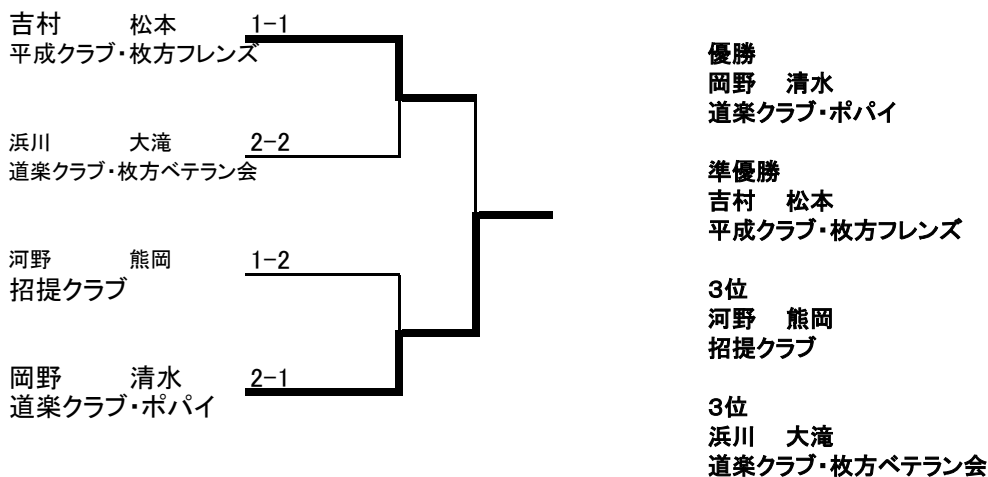 吉村 松本 1-1
平成クラブ・枚方フレンズ
浜川 大滝 2-2
道楽クラブ・枚方ベテラン会
河野 熊岡 1-2
招提クラブ
岡野 清水 2-1
道楽クラブ・ポパイ
優勝
岡野 清水
道楽クラブ・ポパイ
準優勝
吉村 松本
平成クラブ・枚方フレンズ
３位
河野 熊岡
招提クラブ
３位
浜川 大滝
道楽クラブ・枚方ベテラン会